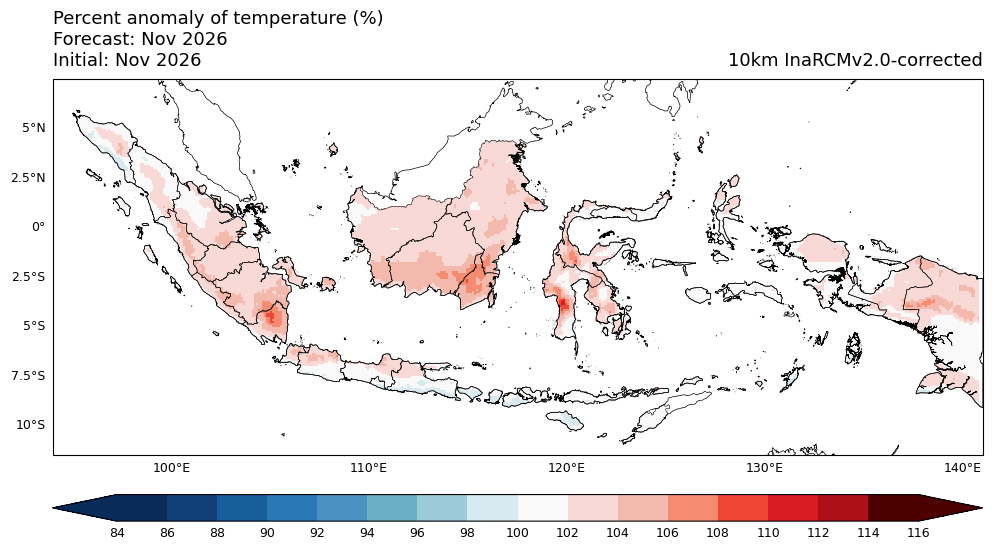 Percent anomaly of temperature (%)
Forecast: Nov 2026
Initial: Nov 2026
10km InaRCMv2.0-corrected
5°N
2.5°N
0°
2.5°S
5°S
7.5°S
10°S
100°E
110°E
120°E
130°E
140°E
84
86
88
90
92
94
96
98
100
102
104
106
108
110
112
114
116